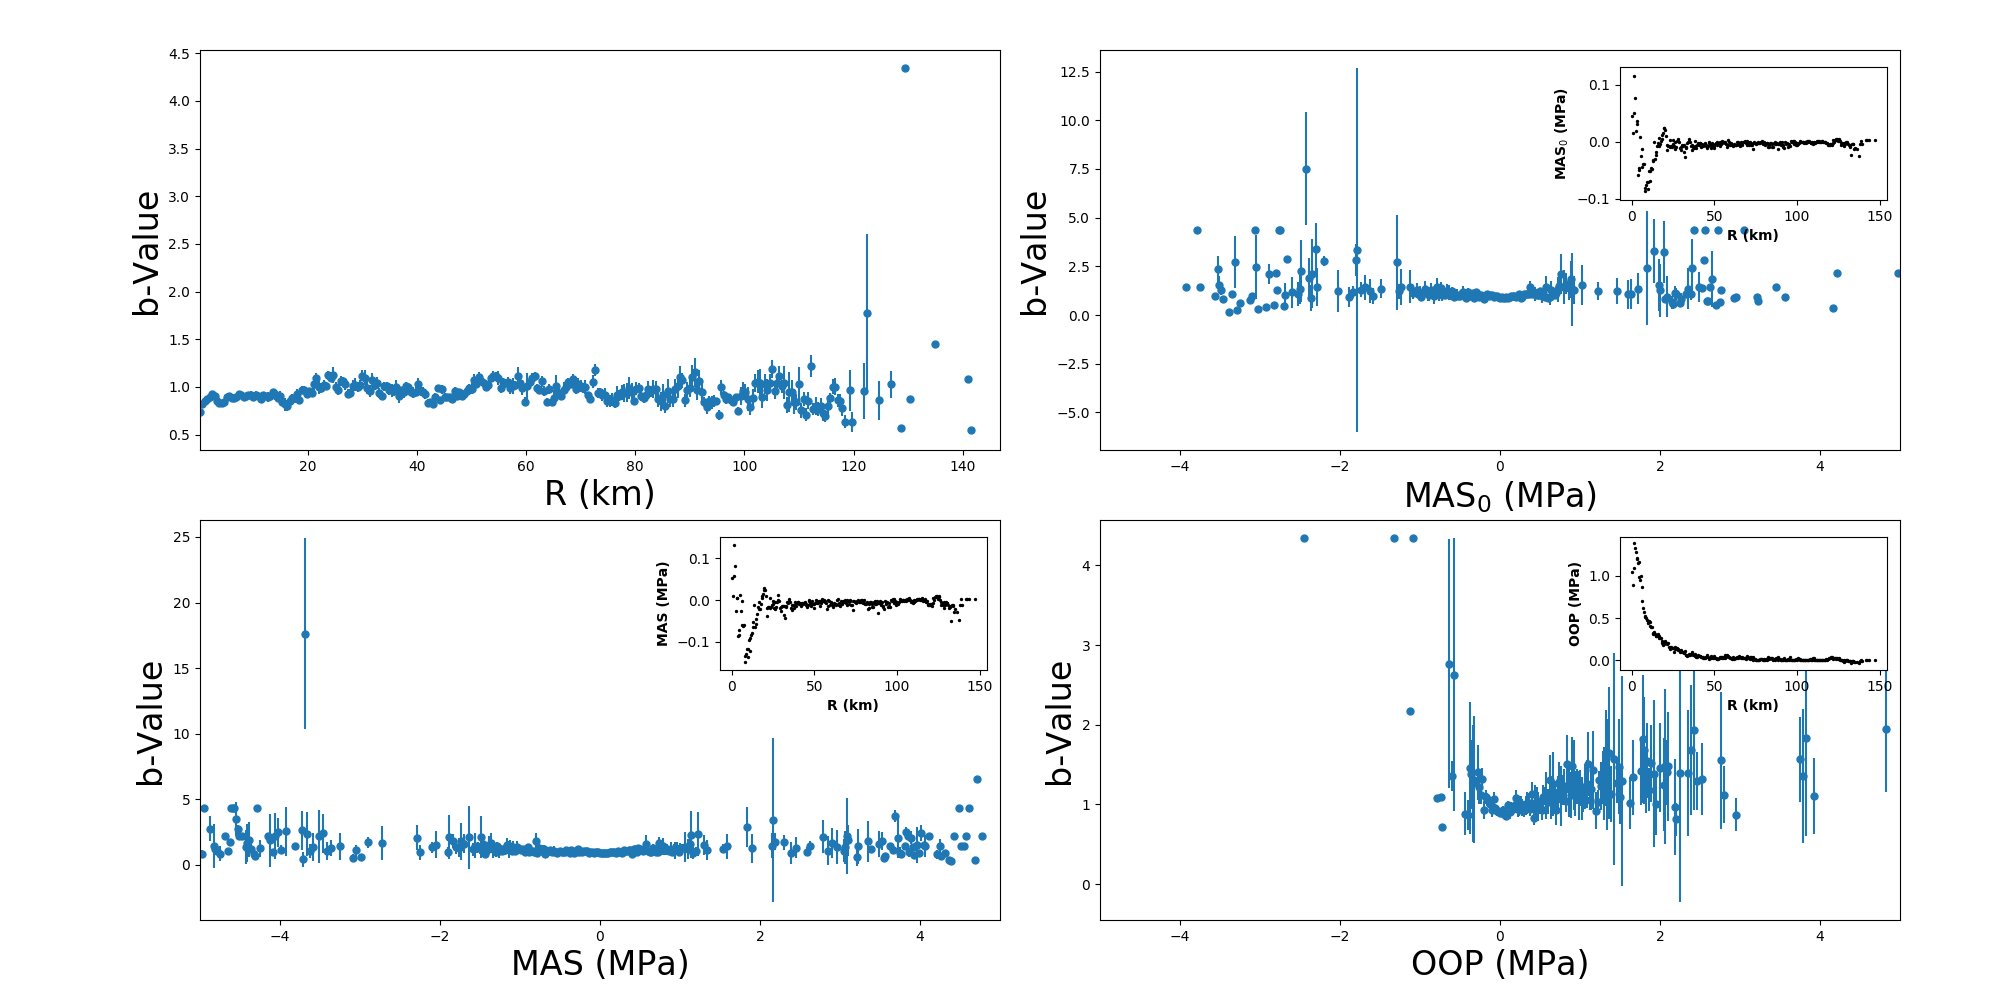 4.5
4.0
3.5
3.0
2.5
2.0
1.5
1.0
0.5
b-Value
20 40 60 80 100 120 140
R (km)
12.5
10.0
7.5
5.0
2.5
0.0
−2.5
−5.0
b-Value
−4 −2 0 2 4
MAS₀ (MPa)
0.1
0.0
−0.1
MAS₀ (MPa)
0 50 100 150
R (km)
25
20
15
10
5
0
b-Value
−4 −2 0 2 4
MAS (MPa)
0.1
0.0
−0.1
MAS (MPa)
0 50 100 150
R (km)
4
3
2
1
0
b-Value
−4 −2 0 2 4
OOP (MPa)
1.0
0.5
0.0
OOP (MPa)
0 50 100 150
R (km)